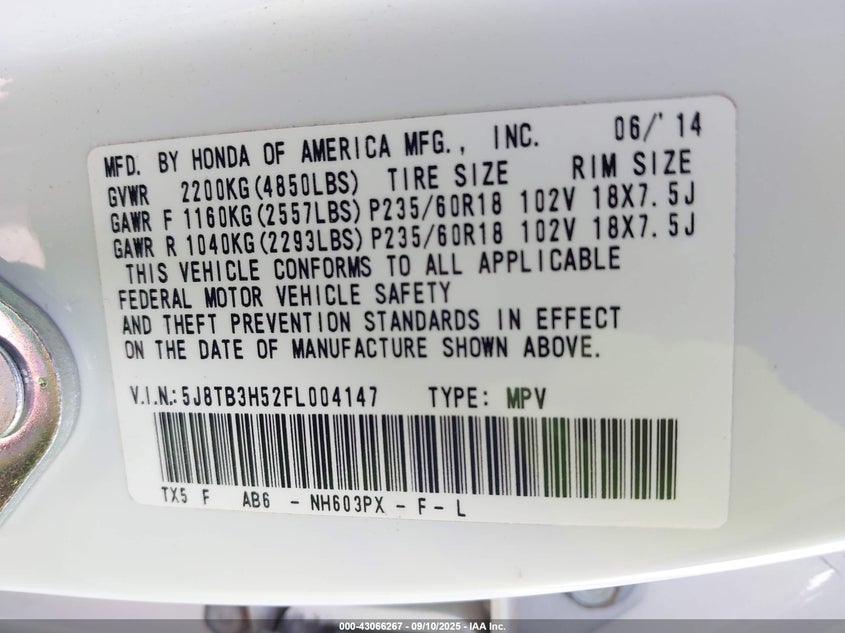 MFD. BY HONDA OF AMERICA MFG., INC. 06/'14
GVWR 2200KG(4850LBS) TIRE SIZE RIM SIZE
GAWR F 1160KG(2557LBS)P235/60R18 102V 18X7.5J
GAWR R 1040KG(2293LBS)P235/60R18 102V 18X7.5J
THIS VEHICLE CONFORMS TO ALL APPLICABLE
FEDERAL MOTOR VEHICLE SAFETY
AND THEFT PREVENTION STANDARDS IN EFFECT
ON THE DATE OF MANUFACTURE SHOWN ABOVE.
V.I.N.:5J8TB3H52FL004147 TYPE: MPV
TX5 F AB6 - NH603PX - F - L
000-43066267 - 09/10/2025 - IAA Inc.